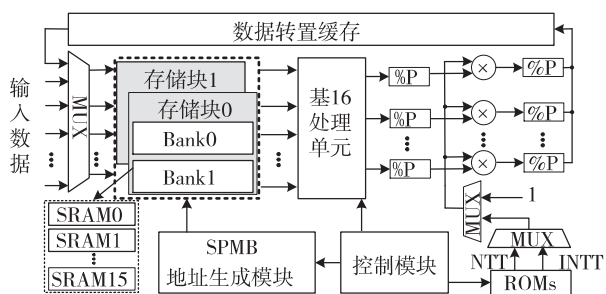 数据转置缓存
输入数据
MUX
存储块1
存储块0
Bank0
Bank1
基16
处理
单元
%P
%P
%P
×
×
×
%P
%P
%P
SRAM0
SRAM1
SRAM15
SPMB
地址生成模块
控制模块
MUX
1
MUX
NTT
INTT
ROMs